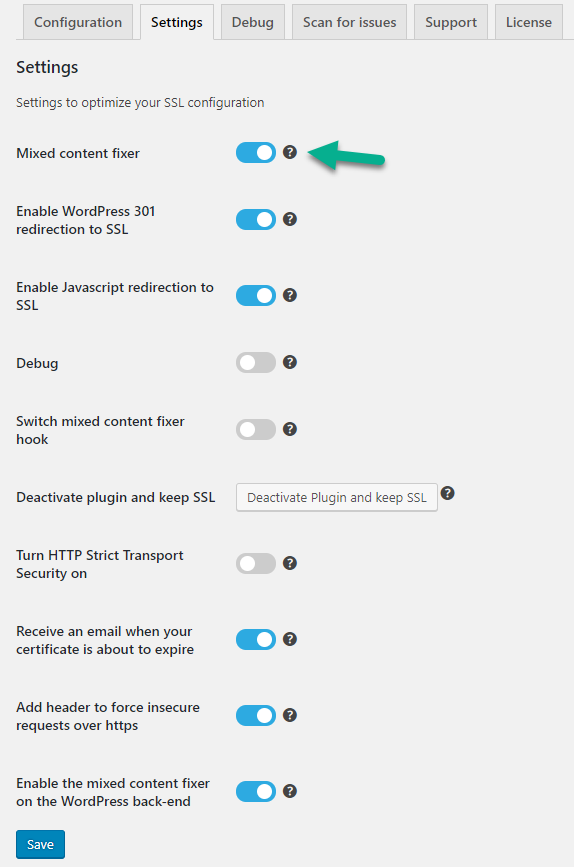 Configuration Settings Debug Scan for issues Support License
Settings
Settings to optimize your SSL configuration
Mixed content fixer ?
Enable WordPress 301
redirection to SSL ?
Enable Javascript redirection to
SSL ?
Debug ?
Switch mixed content fixer
hook ?
Deactivate plugin and keep SSL Deactivate Plugin and keep SSL ?
Turn HTTP Strict Transport
Security on ?
Receive an email when your
certificate is about to expire ?
Add header to force insecure
requests over https ?
Enable the mixed content fixer
on the WordPress back-end ?
Save